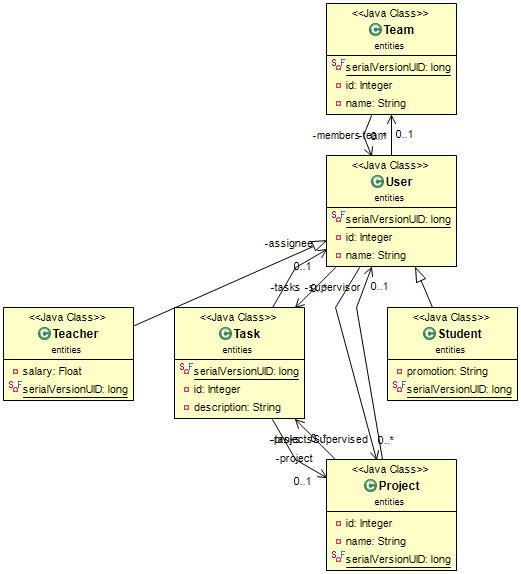 <<Java Class>>
Team
entities
serialVersionUID: long
id: Integer
name: String
-members
-team
0..*
0..1
<<Java Class>>
User
entities
serialVersionUID: long
id: Integer
name: String
-assignee
0..1
-tasks
0..*
-supervisor
0..1
<<Java Class>>
Teacher
entities
salary: Float
serialVersionUID: long
<<Java Class>>
Task
entities
serialVersionUID: long
id: Integer
description: String
<<Java Class>>
Student
entities
promotion: String
serialVersionUID: long
-tasks
0..*
-projectsSupervised
0..*
-project
0..1
<<Java Class>>
Project
entities
id: Integer
name: String
serialVersionUID: long